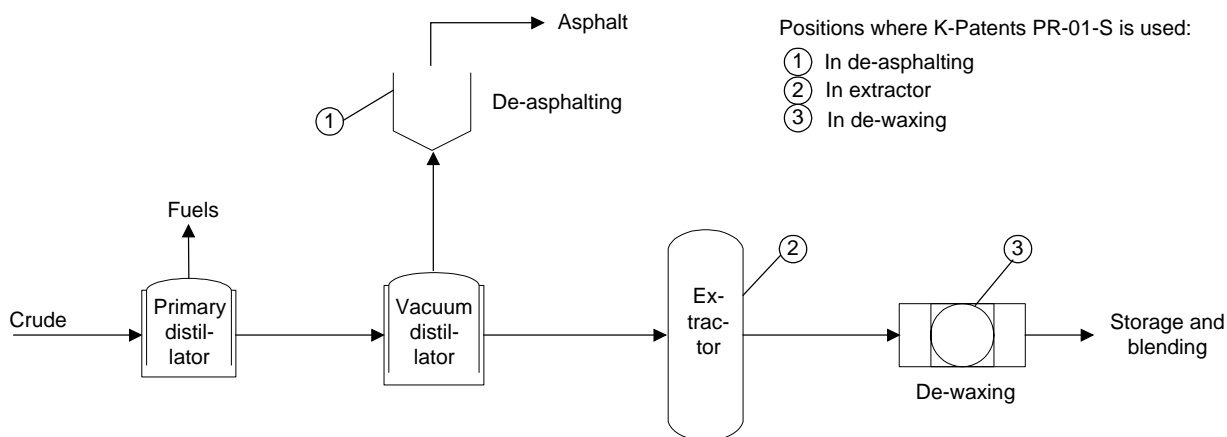 Asphalt
Positions where K-Patents PR-01-S is used:
1 In de-asphalting
2 In extractor
3 In de-waxing
1
De-asphalting
Fuels
2
3
Crude
Primary
distil-
lator
Vacuum
distil-
lator
Ex-
trac-
tor
Storage and
blending
De-waxing